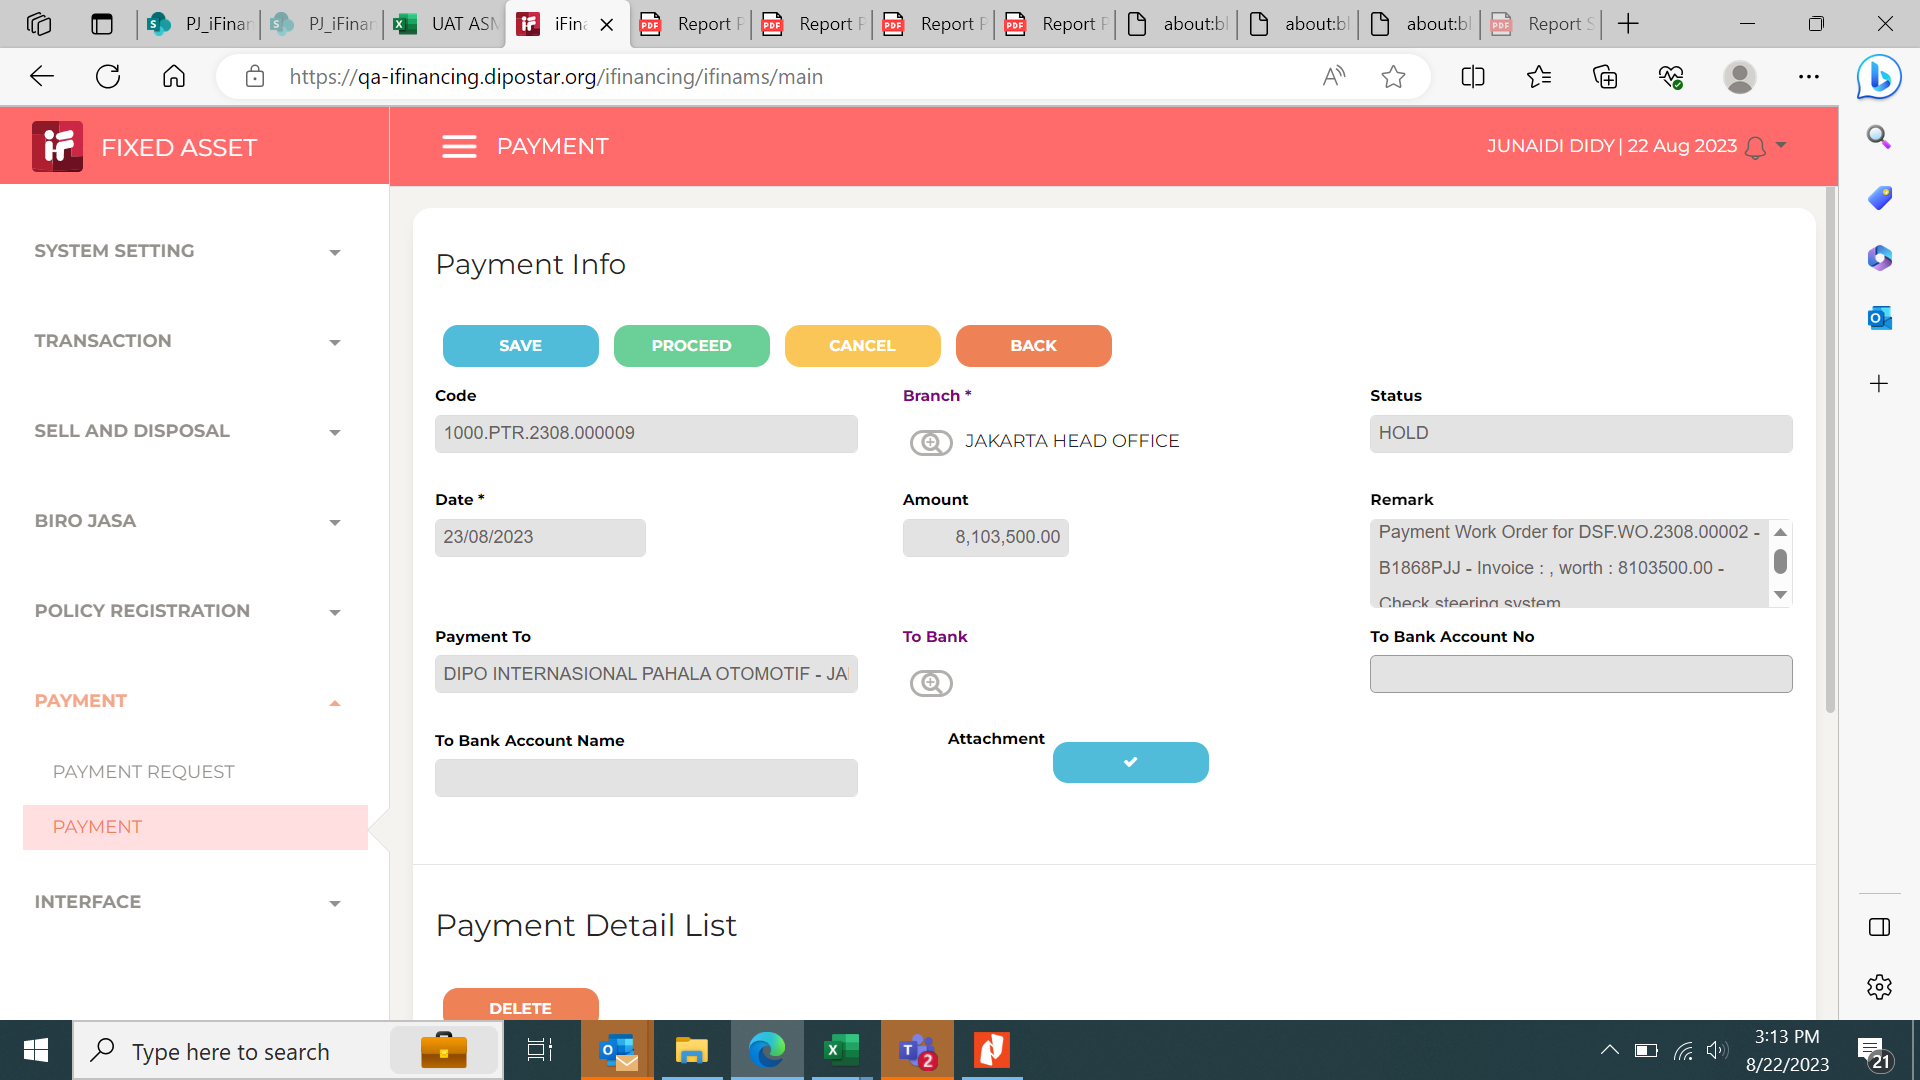 PJ_iFinan
PJ_iFinan
UAT ASM
iFina
Report P
Report P
Report P
Report P
about:bl
about:bl
about:bl
Report S
https://qa-ifinancing.dipostar.org/ifinancing/ifinams/main
iF FIXED ASSET
PAYMENT
JUNAIDI DIDY | 22 Aug 2023
SYSTEM SETTING
TRANSACTION
SELL AND DISPOSAL
BIRO JASA
POLICY REGISTRATION
PAYMENT
PAYMENT REQUEST
PAYMENT
INTERFACE
Payment Info
SAVE
PROCEED
CANCEL
BACK
Code
Branch *
Status
1000.PTR.2308.000009
JAKARTA HEAD OFFICE
HOLD
Date *
Amount
Remark
23/08/2023
8,103,500.00
Payment Work Order for DSF.WO.2308.00002 -
B1868PJJ - Invoice : , worth : 8103500.00 -
Check steering system
Payment To
To Bank
To Bank Account No
DIPO INTERNASIONAL PAHALA OTOMOTIF - JA
To Bank Account Name
Attachment
Payment Detail List
DELETE
Type here to search
2
3:13 PM
8/22/2023
21